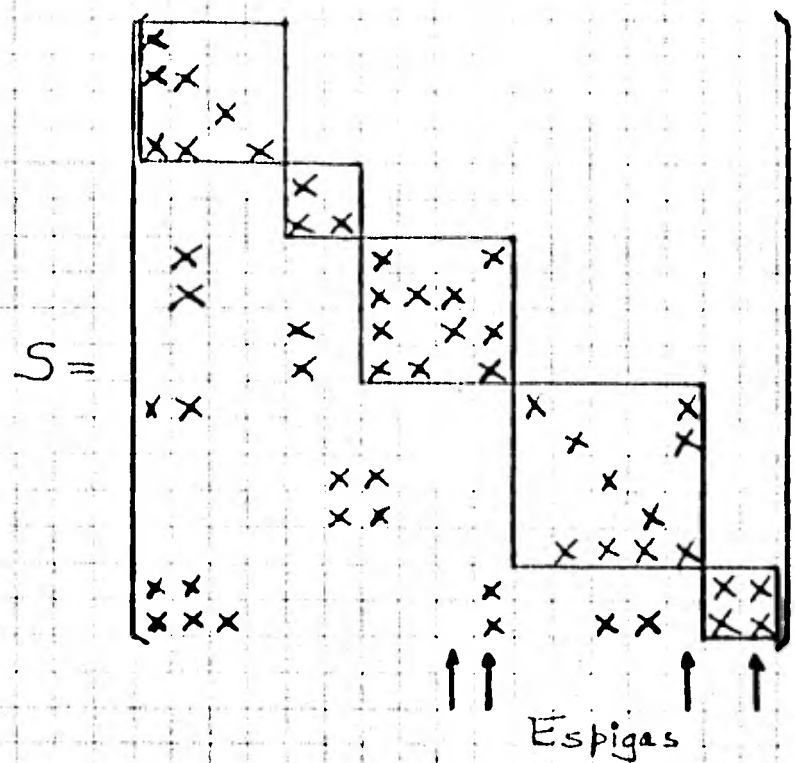 ×
× ×
×
× × ×
×
× ×
× × ×
× × × ×
S = × × × ×
× × × ×
× × × ×
× ×
× × ×
× × ×
× × × ×
× × × × ×
× × × × × × × ×
Espigas